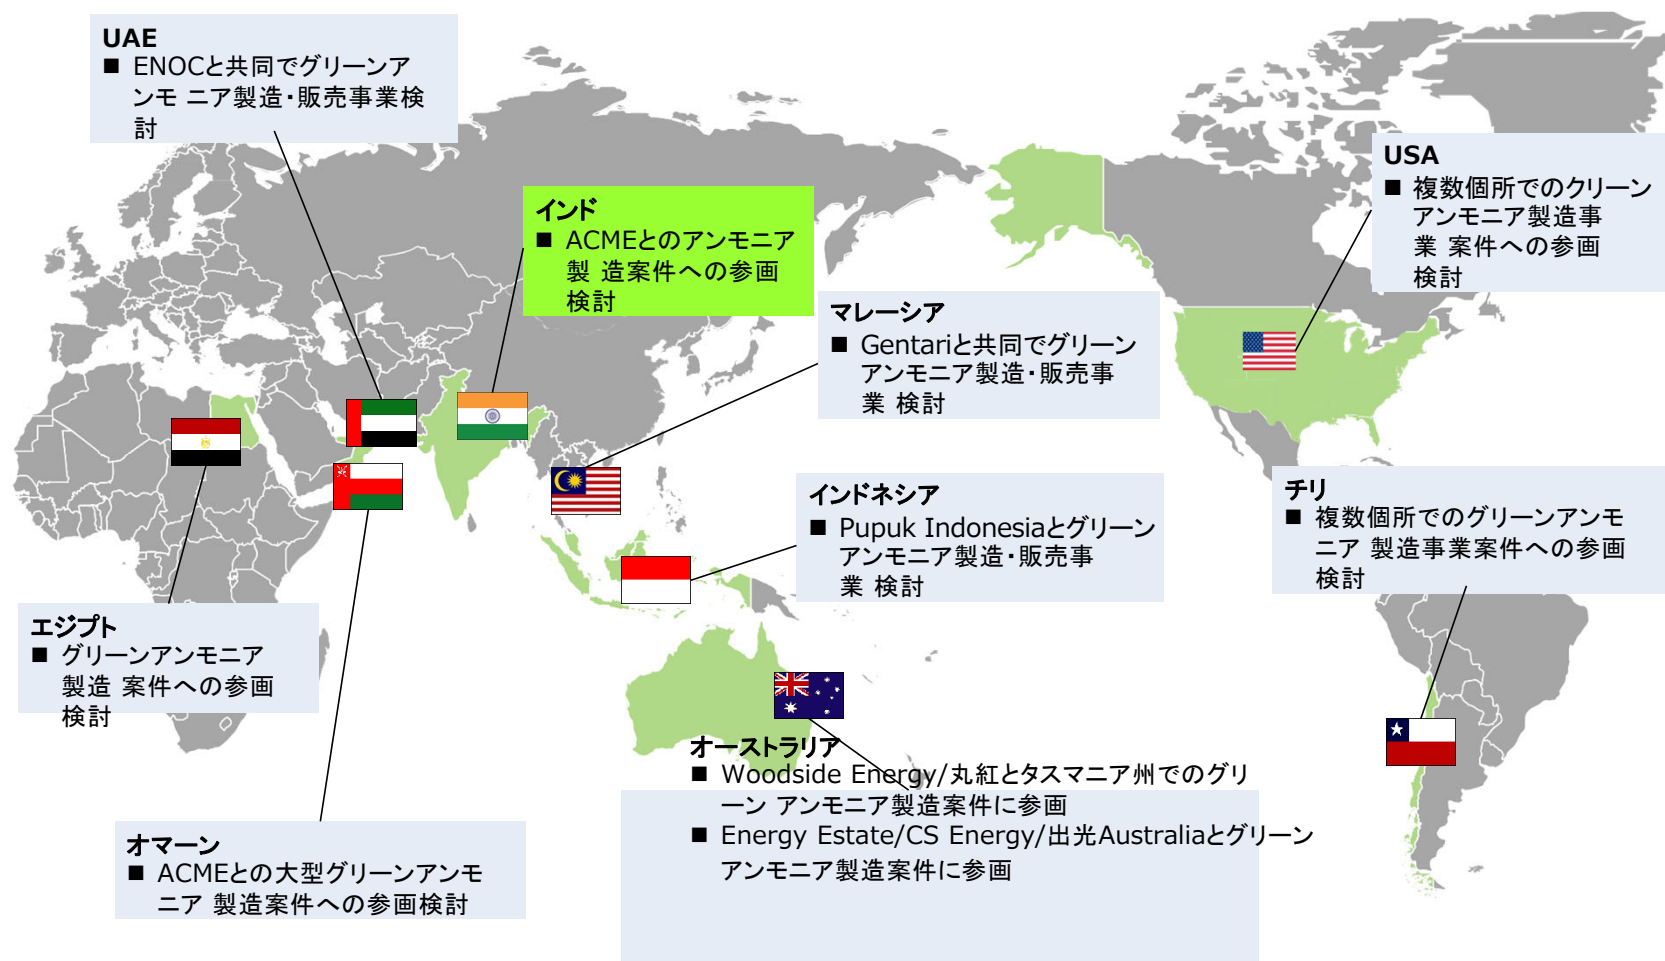 UAE
■ ENOCと共同でグリーンア
ンモ ニア製造・販売事業検
討
インド
■ ACMEとのアンモニア
製 造案件への参画
検討
USA
■ 複数個所でのクリーン
アンモニア製造事
業 案件への参画
検討
マレーシア
■ Gentariと共同でグリーン
アンモニア製造・販売事
業 検討
インドネシア
■ Pupuk Indonesiaとグリーン
アンモニア製造・販売事
業 検討
チリ
■ 複数個所でのグリーンアンモ
ニア 製造事業案件への参画
検討
エジプト
■ グリーンアンモニア
製造 案件への参画
検討
オーストラリア
■ Woodside Energy/丸紅とタスマニア州でのグリ
ーン アンモニア製造案件に参画
■ Energy Estate/CS Energy/出光Australiaとグリーン
アンモニア製造案件に参画
オマーン
■ ACMEとの大型グリーンアンモ
ニア 製造案件への参画検討